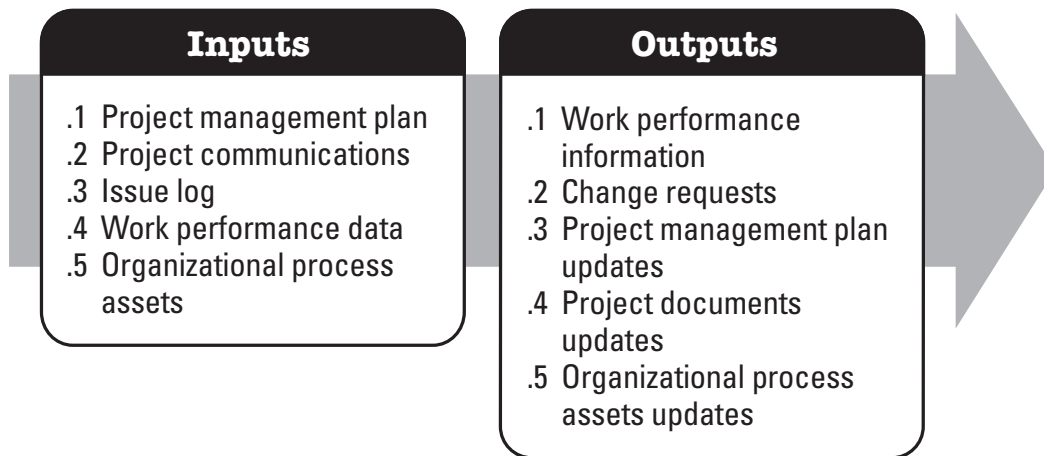 Inputs
.1 Project management plan
.2 Project communications
.3 Issue log
.4 Work performance data
.5 Organizational process
assets
Outputs
.1 Work performance
information
.2 Change requests
.3 Project management plan
updates
.4 Project documents
updates
.5 Organizational process
assets updates